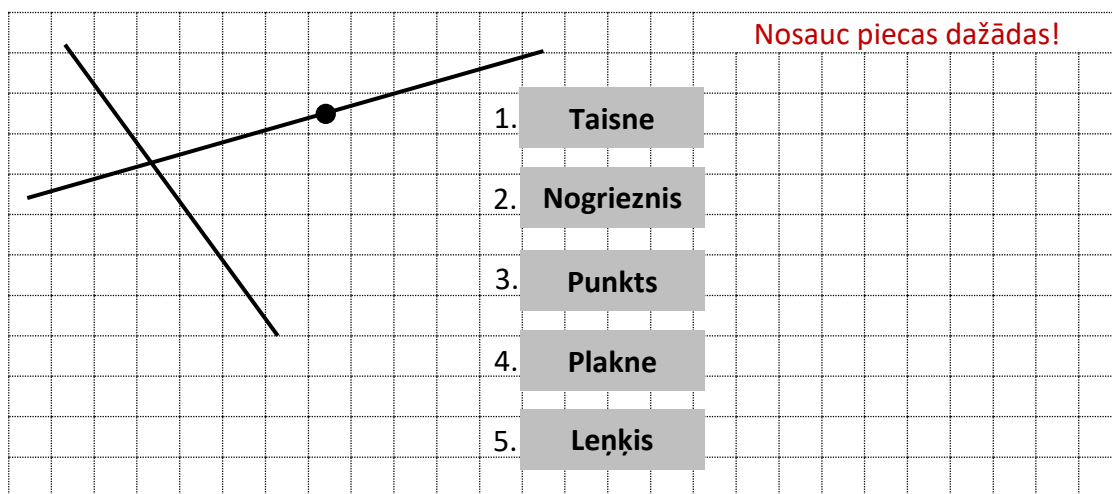 Nosauc piecas dažādas!
1. Taisne
2. Nogrieznis
3. Punkts
4. Plakne
5. Leņķis